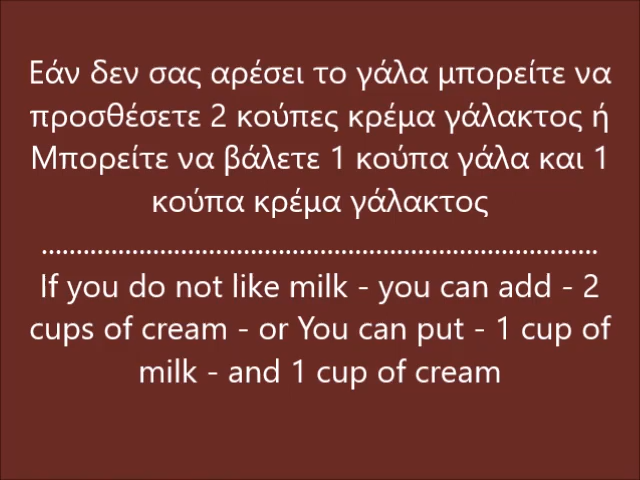 Εάν δεν σας αρέσει το γάλα μπορείτε να
προσθέσετε 2 κούπες κρέμα γάλακτος ή
Μπορείτε να βάλετε 1 κούπα γάλα και 1
κούπα κρέμα γάλακτος
................................................................................
If you do not like milk - you can add - 2
cups of cream - or You can put - 1 cup of
milk - and 1 cup of cream